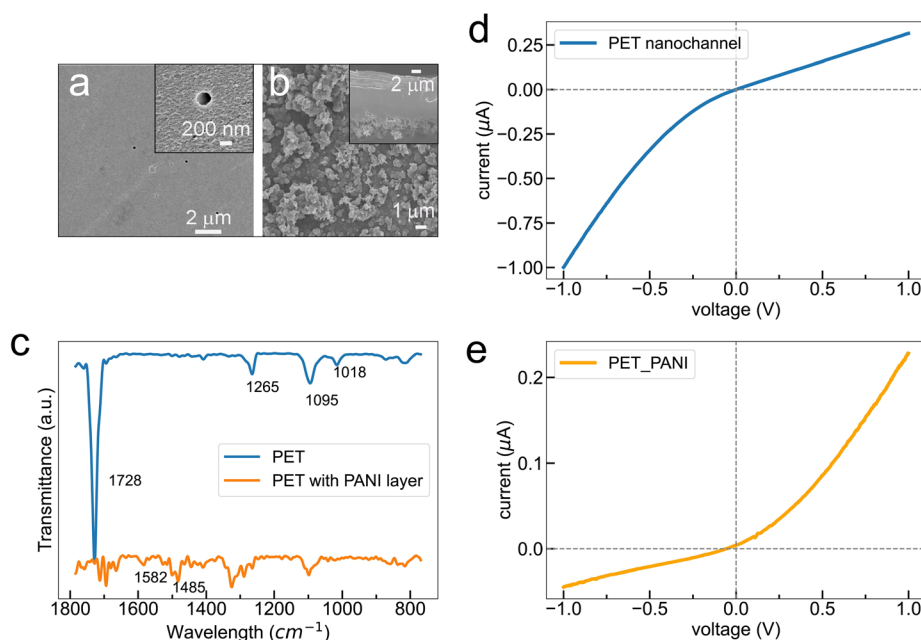 a
200 nm
2 μm
b
2 μm
1 μm
c
Transmittance (a.u.)
1728
1265
1095
1018
PET
PET with PANI layer
1582
1485
1800 1600 1400 1200 1000 800
Wavelength (cm⁻¹)
d
PET nanochannel
current (μA)
0.25
0.00
−0.25
−0.50
−0.75
−1.00
−1.0 −0.5 0.0 0.5 1.0
voltage (V)
e
PET_PANI
current (μA)
0.2
0.1
0.0
−1.0 −0.5 0.0 0.5 1.0
voltage (V)